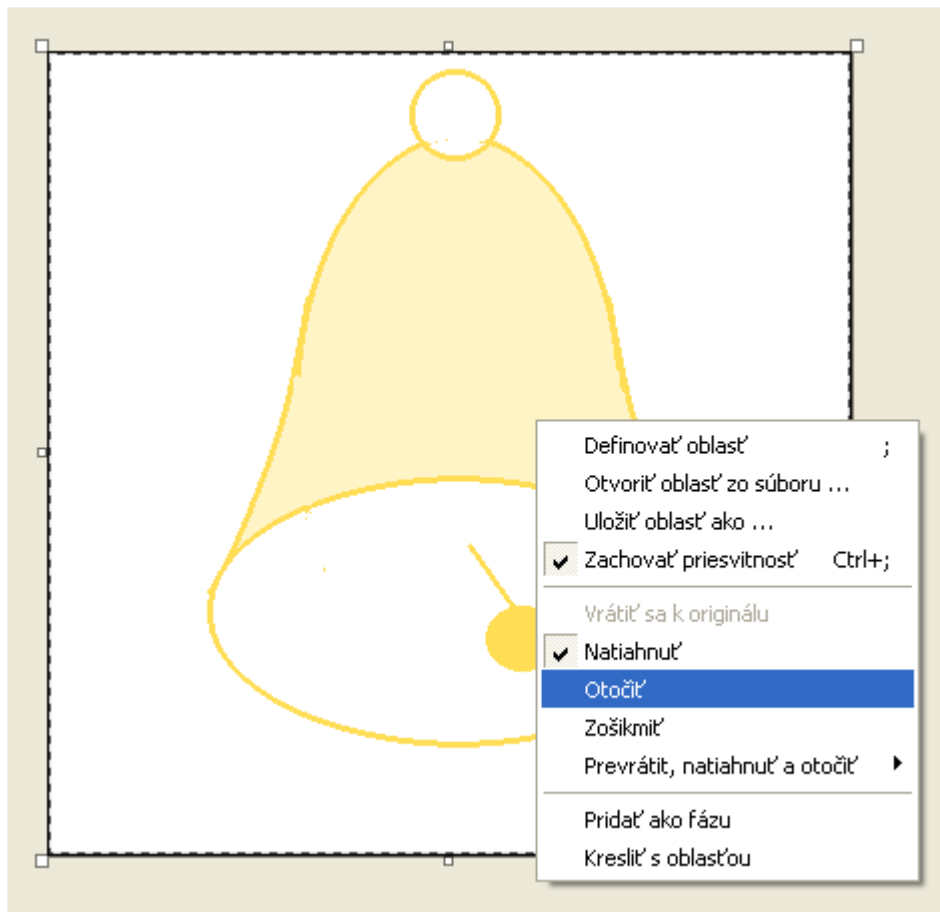 Definovať oblasť ;
Otvoriť oblasť zo súboru ...
Uložiť oblasť ako ...
Zachovať priesvitnosť Ctrl+;
Vrátiť sa k originálu
Natiahnuť
Otočiť
Zošikmiť
Prevrátit, natiahnuť a otočiť
Pridať ako fázu
Kresliť s oblasťou